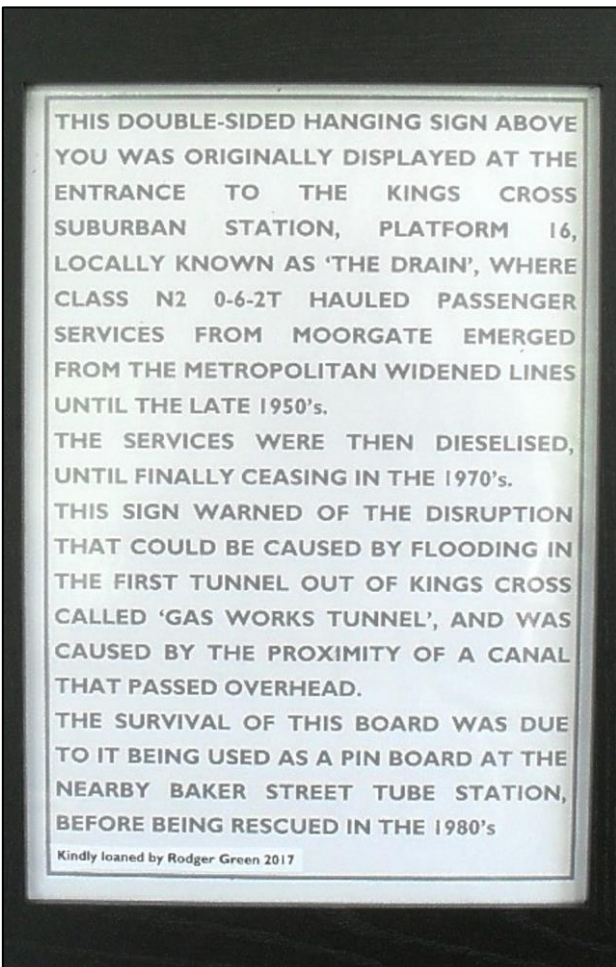 THIS DOUBLE-SIDED HANGING SIGN ABOVE
YOU WAS ORIGINALLY DISPLAYED AT THE
ENTRANCE TO THE KINGS CROSS
SUBURBAN STATION, PLATFORM 16,
LOCALLY KNOWN AS ‘THE DRAIN’, WHERE
CLASS N2 0-6-2T HAULED PASSENGER
SERVICES FROM MOORGATE EMERGED
FROM THE METROPOLITAN WIDENED LINES
UNTIL THE LATE 1950’s.
THE SERVICES WERE THEN DIESELISED,
UNTIL FINALLY CEASING IN THE 1970’s.
THIS SIGN WARNED OF THE DISRUPTION
THAT COULD BE CAUSED BY FLOODING IN
THE FIRST TUNNEL OUT OF KINGS CROSS
CALLED ‘GAS WORKS TUNNEL’, AND WAS
CAUSED BY THE PROXIMITY OF A CANAL
THAT PASSED OVERHEAD.
THE SURVIVAL OF THIS BOARD WAS DUE
TO IT BEING USED AS A PIN BOARD AT THE
NEARBY BAKER STREET TUBE STATION,
BEFORE BEING RESCUED IN THE 1980’s
Kindly loaned by Rodger Green 2017